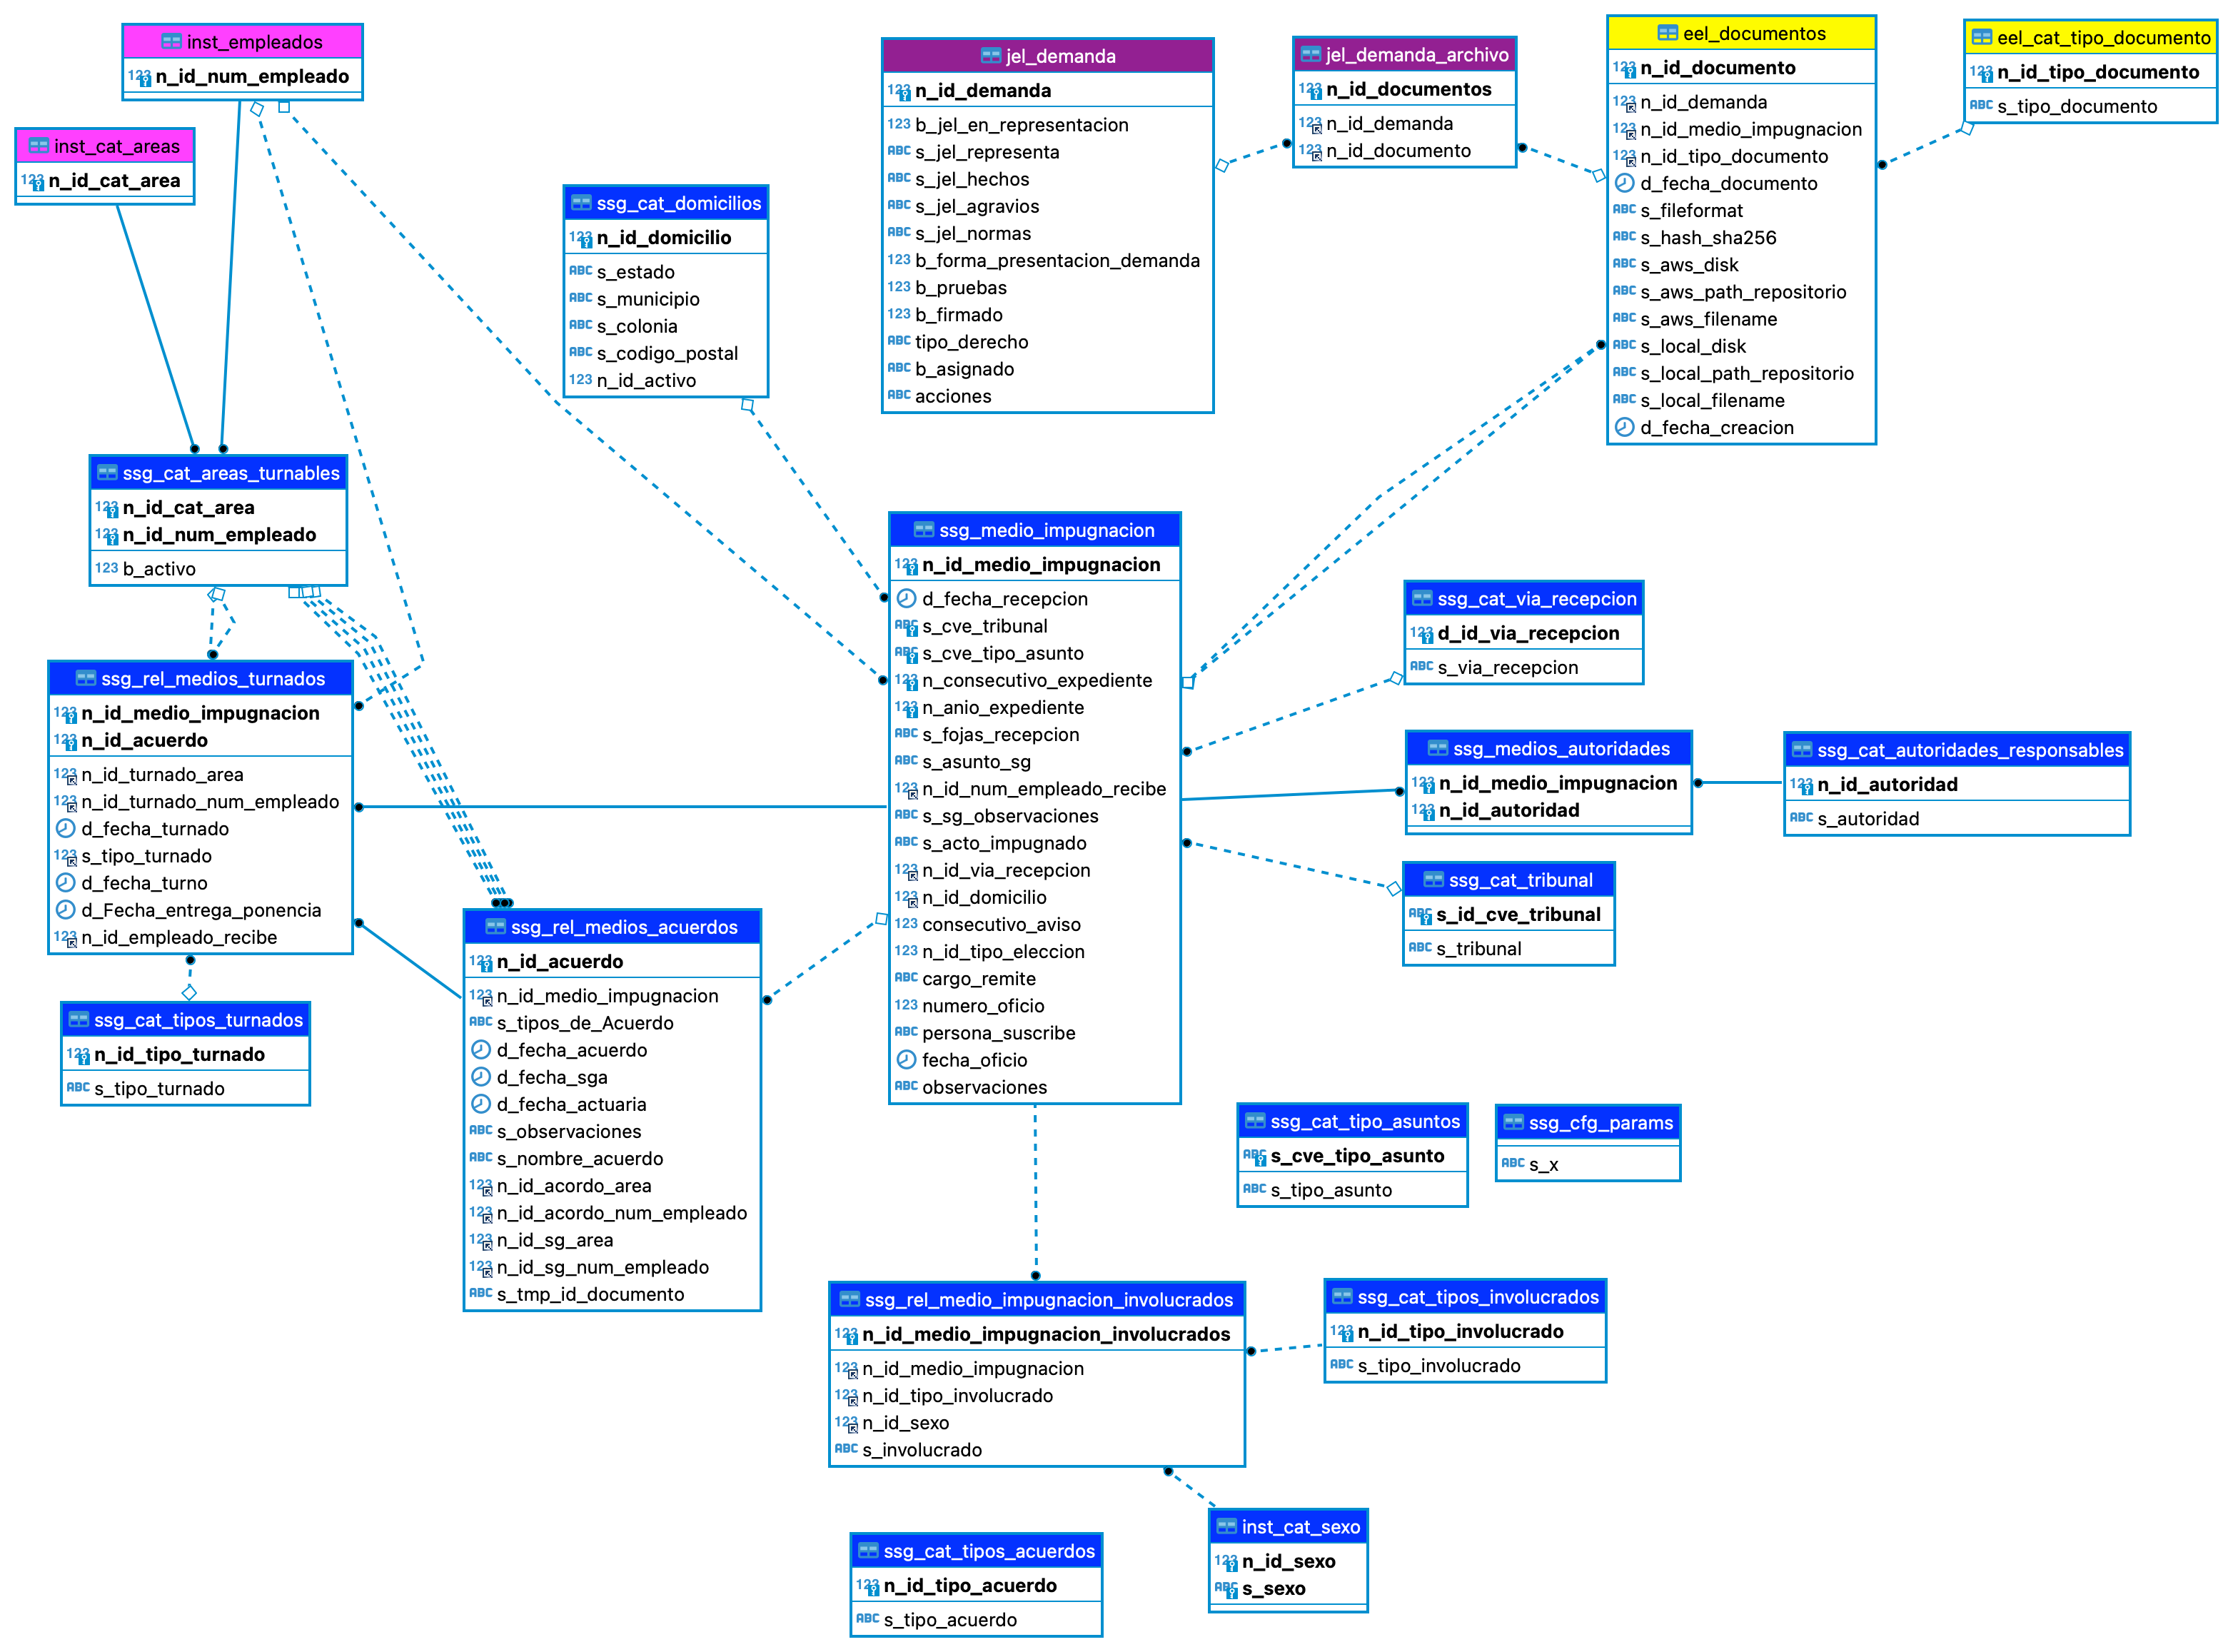 inst_empleados
n_id_num_empleado
inst_cat_areas
n_id_cat_area
ssg_cat_domicilios
n_id_domicilio
s_estado
s_municipio
s_colonia
s_codigo_postal
n_id_activo
jel_demanda
n_id_demanda
b_jel_en_representacion
s_jel_representa
s_jel_hechos
s_jel_agravios
s_jel_normas
b_forma_presentacion_demanda
b_pruebas
b_firmado
tipo_derecho
b_asignado
acciones
jel_demanda_archivo
n_id_documentos
n_id_demanda
n_id_documento
eel_documentos
n_id_documento
n_id_demanda
n_id_medio_impugnacion
n_id_tipo_documento
d_fecha_documento
s_fileformat
s_hash_sha256
s_aws_disk
s_aws_path_repositorio
s_aws_filename
s_local_disk
s_local_path_repositorio
s_local_filename
d_fecha_creacion
eel_cat_tipo_documento
n_id_tipo_documento
s_tipo_documento
ssg_cat_areas_turnables
n_id_cat_area
n_id_num_empleado
b_activo
ssg_rel_medios_turnados
n_id_medio_impugnacion
n_id_acuerdo
n_id_turnado_area
n_id_turnado_num_empleado
d_fecha_turnado
s_tipo_turnado
d_fecha_turno
d_Fecha_entrega_ponencia
n_id_empleado_recibe
ssg_cat_tipos_turnados
n_id_tipo_turnado
s_tipo_turnado
ssg_rel_medios_acuerdos
n_id_acuerdo
n_id_medio_impugnacion
s_tipos_de_Acuerdo
d_fecha_acuerdo
d_fecha_sga
d_fecha_actuaria
s_observaciones
s_nombre_acuerdo
n_id_acordo_area
n_id_acordo_num_empleado
n_id_sg_area
n_id_sg_num_empleado
s_tmp_id_documento
ssg_medio_impugnacion
n_id_medio_impugnacion
d_fecha_recepcion
s_cve_tribunal
s_cve_tipo_asunto
n_consecutivo_expediente
n_anio_expediente
s_fojas_recepcion
s_asunto_sg
n_id_num_empleado_recibe
s_sg_observaciones
s_acto_impugnado
n_id_via_recepcion
n_id_domicilio
consecutivo_aviso
n_id_tipo_eleccion
cargo_remite
numero_oficio
persona_suscribe
fecha_oficio
observaciones
ssg_cat_via_recepcion
d_id_via_recepcion
s_via_recepcion
ssg_medios_autoridades
n_id_medio_impugnacion
n_id_autoridad
ssg_cat_autoridades_responsables
n_id_autoridad
s_autoridad
ssg_cat_tribunal
s_id_cve_tribunal
s_tribunal
ssg_cat_tipo_asuntos
s_cve_tipo_asunto
s_tipo_asunto
ssg_cfg_params
s_x
ssg_rel_medio_impugnacion_involucrados
n_id_medio_impugnacion_involucrados
n_id_medio_impugnacion
n_id_tipo_involucrado
n_id_sexo
s_involucrado
ssg_cat_tipos_involucrados
n_id_tipo_involucrado
s_tipo_involucrado
ssg_cat_tipos_acuerdos
n_id_tipo_acuerdo
s_tipo_acuerdo
inst_cat_sexo
n_id_sexo
s_sexo